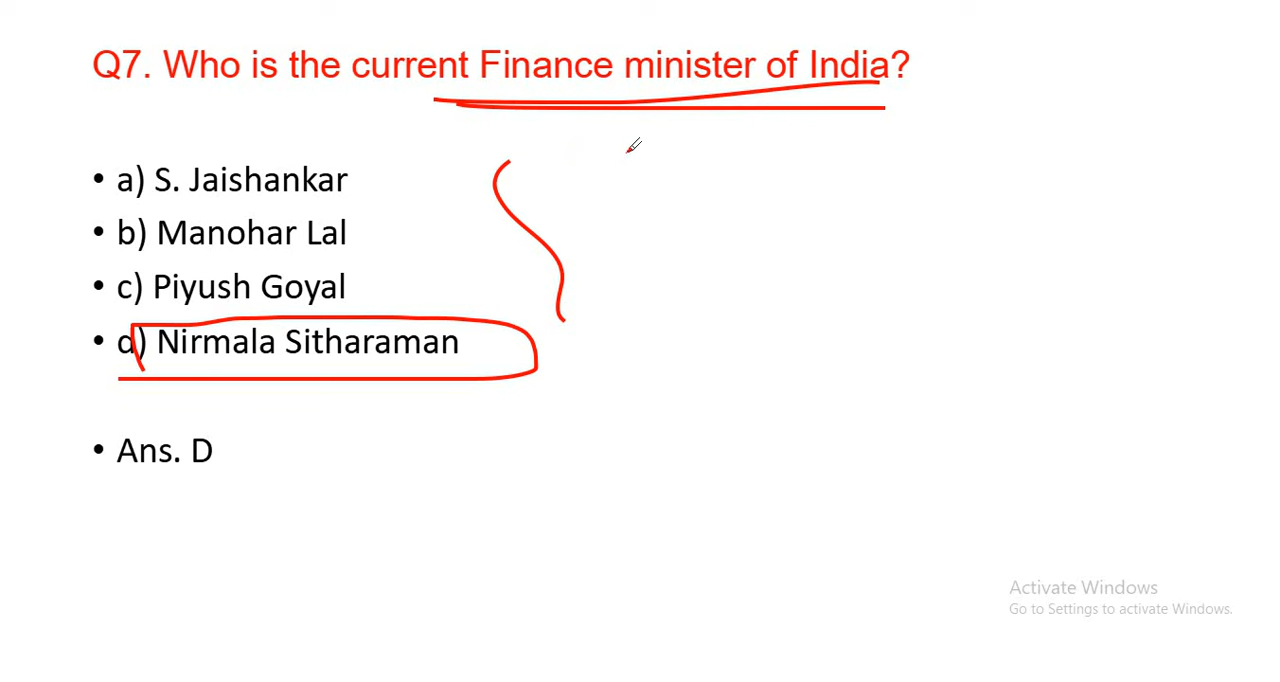 Q7. Who is the current Finance minister of India?
• a) S. Jaishankar
• b) Manohar Lal
• c) Piyush Goyal
• d) Nirmala Sitharaman
• Ans. D
Activate Windows
Go to Settings to activate Windows.